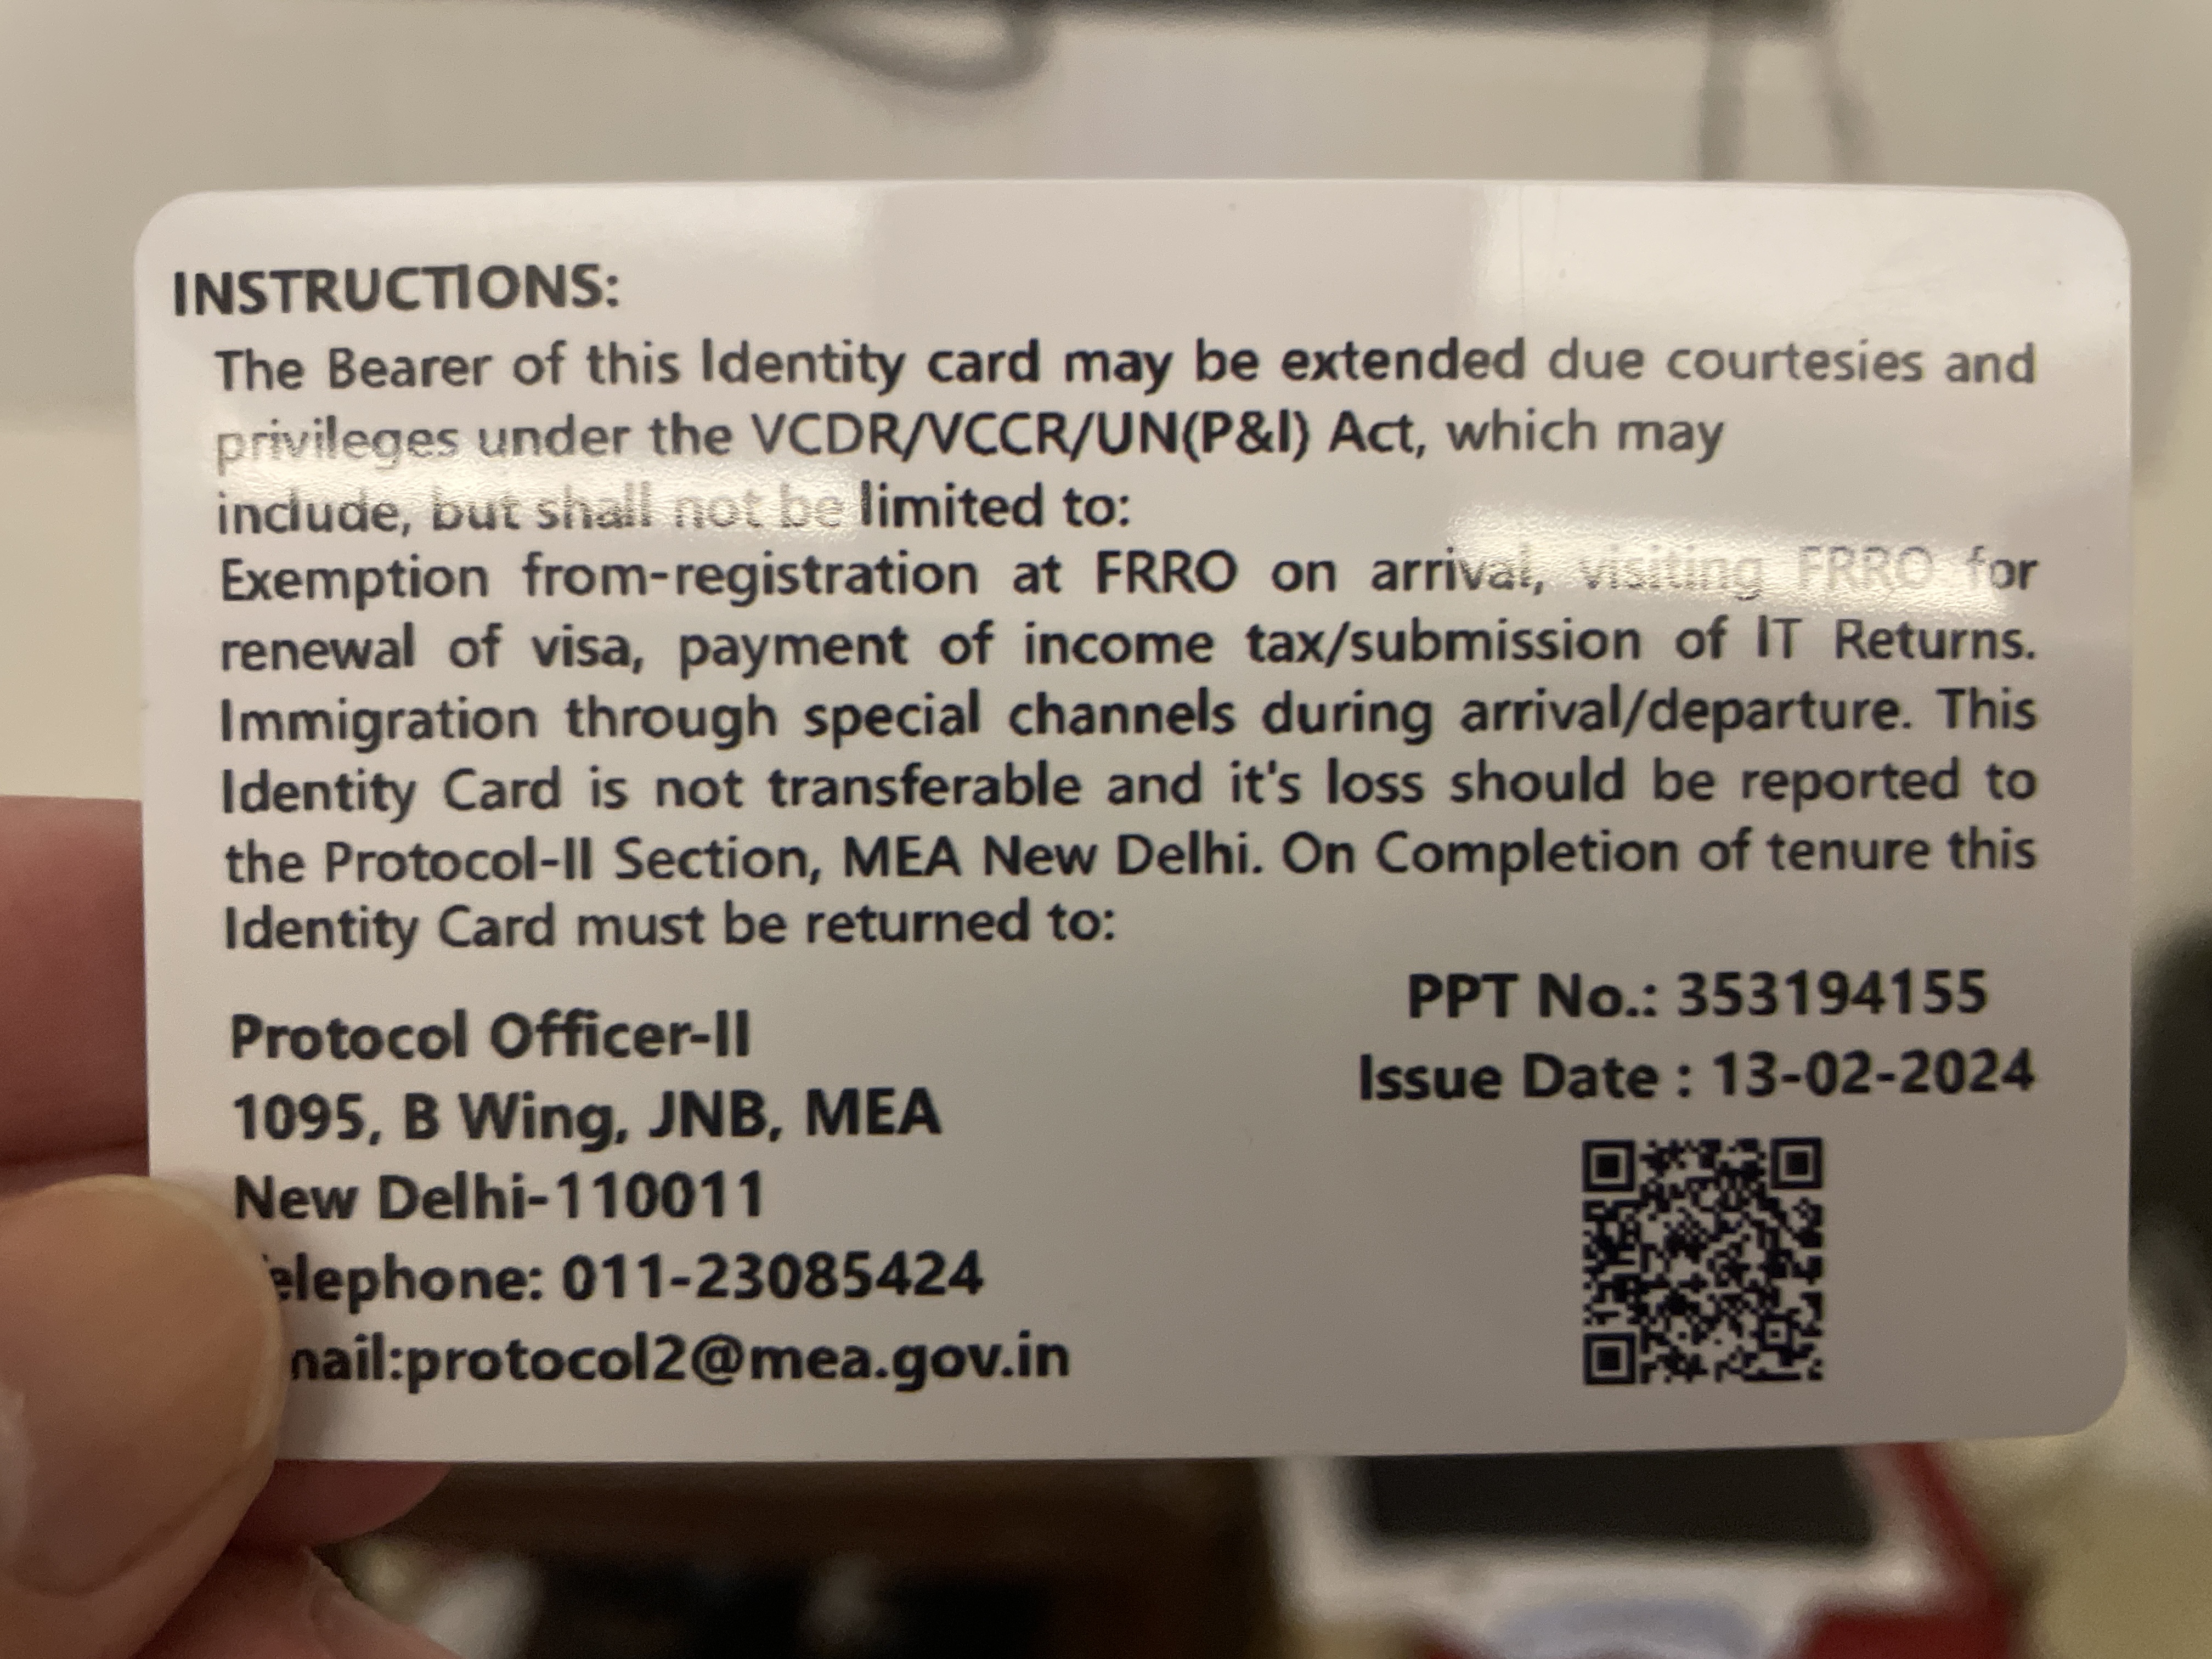 INSTRUCTIONS:
The Bearer of this Identity card may be extended due courtesies and
privileges under the VCDR/VCCR/UN(P&I) Act, which may
include, but shall not be limited to:
Exemption from-registration at FRRO on arrival, visiting FRRO for
renewal of visa, payment of income tax/submission of IT Returns.
Immigration through special channels during arrival/departure. This
Identity Card is not transferable and it's loss should be reported to
the Protocol-II Section, MEA New Delhi. On Completion of tenure this
Identity Card must be returned to:
PPT No.: 353194155
Issue Date : 13-02-2024
Protocol Officer-II
1095, B Wing, JNB, MEA
New Delhi-110011
elephone: 011-23085424
mail:protocol2@mea.gov.in